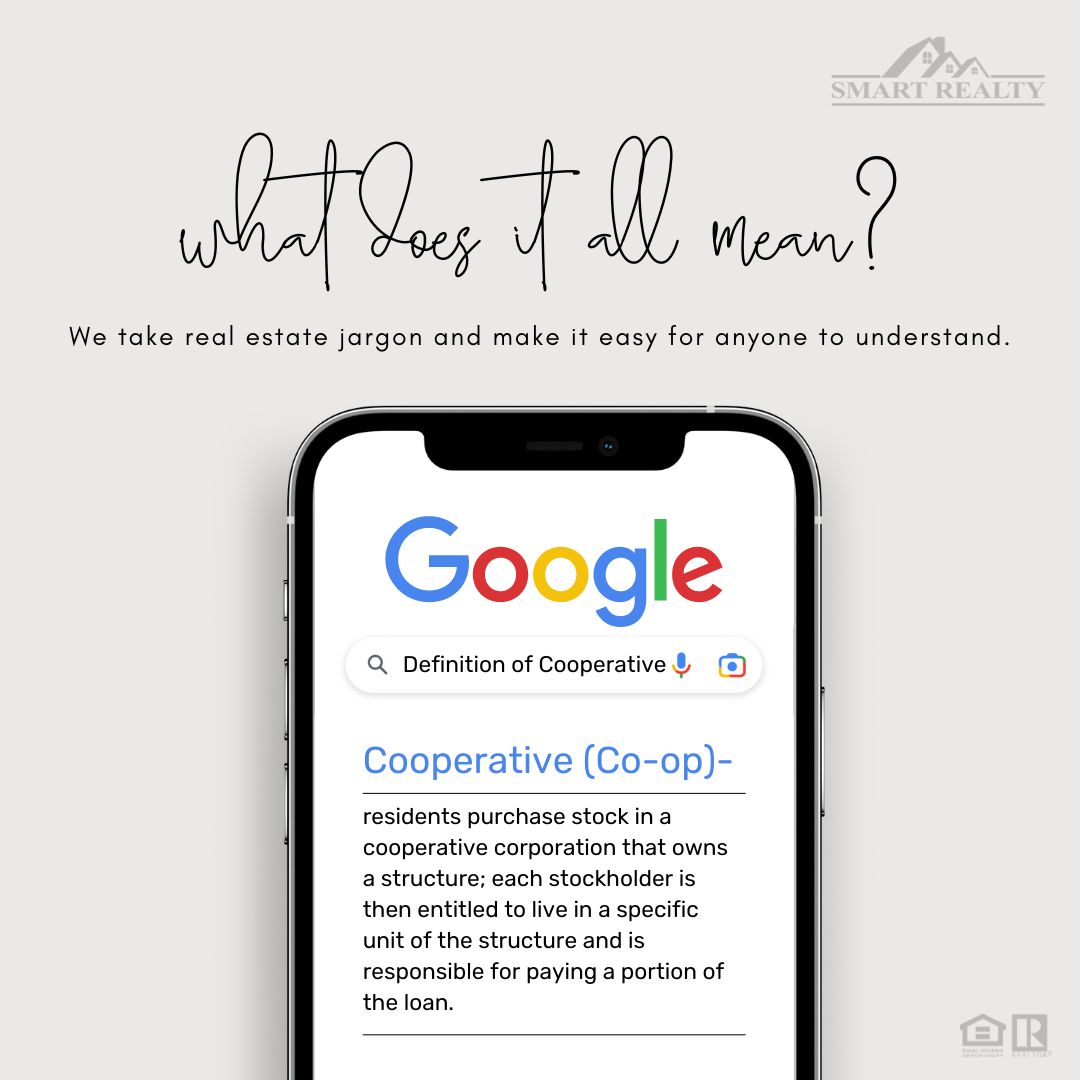 SMART REALTY
what does it all mean?
We take real estate jargon and make it easy for anyone to understand.
Google
Definition of Cooperative
Cooperative (Co-op)-
residents purchase stock in a
cooperative corporation that owns
a structure; each stockholder is
then entitled to live in a specific
unit of the structure and is
responsible for paying a portion of
the loan.
EQUAL HOUSING
OPPORTUNITY
R
REALTOR®